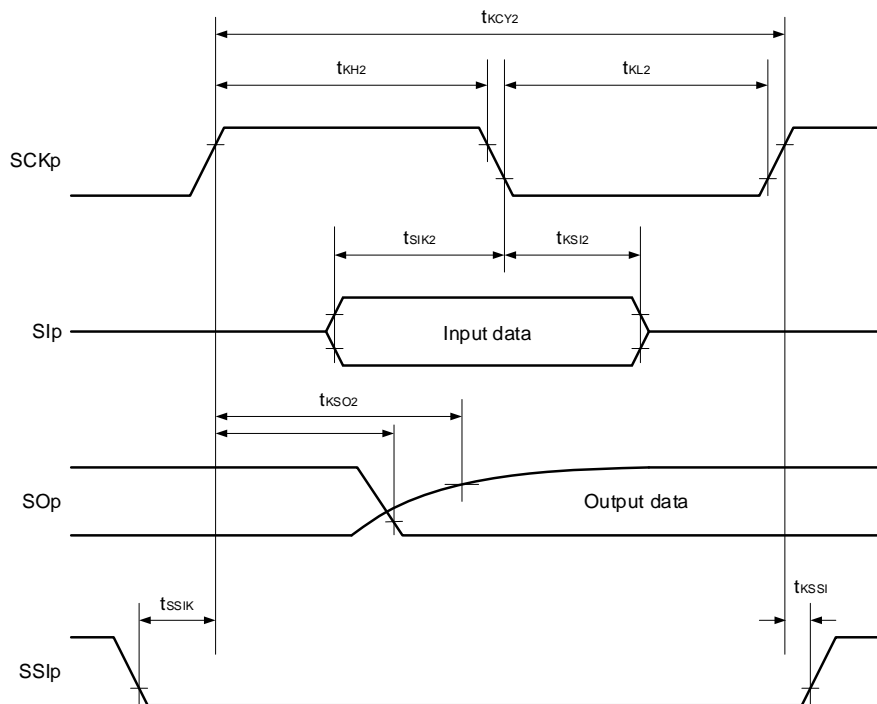 tKCY2
tKH2
tKL2
SCKp
tSIK2
tKSI2
SIp
Input data
tKSO2
SOp
Output data
tSSIK
tKSSI
SSIp